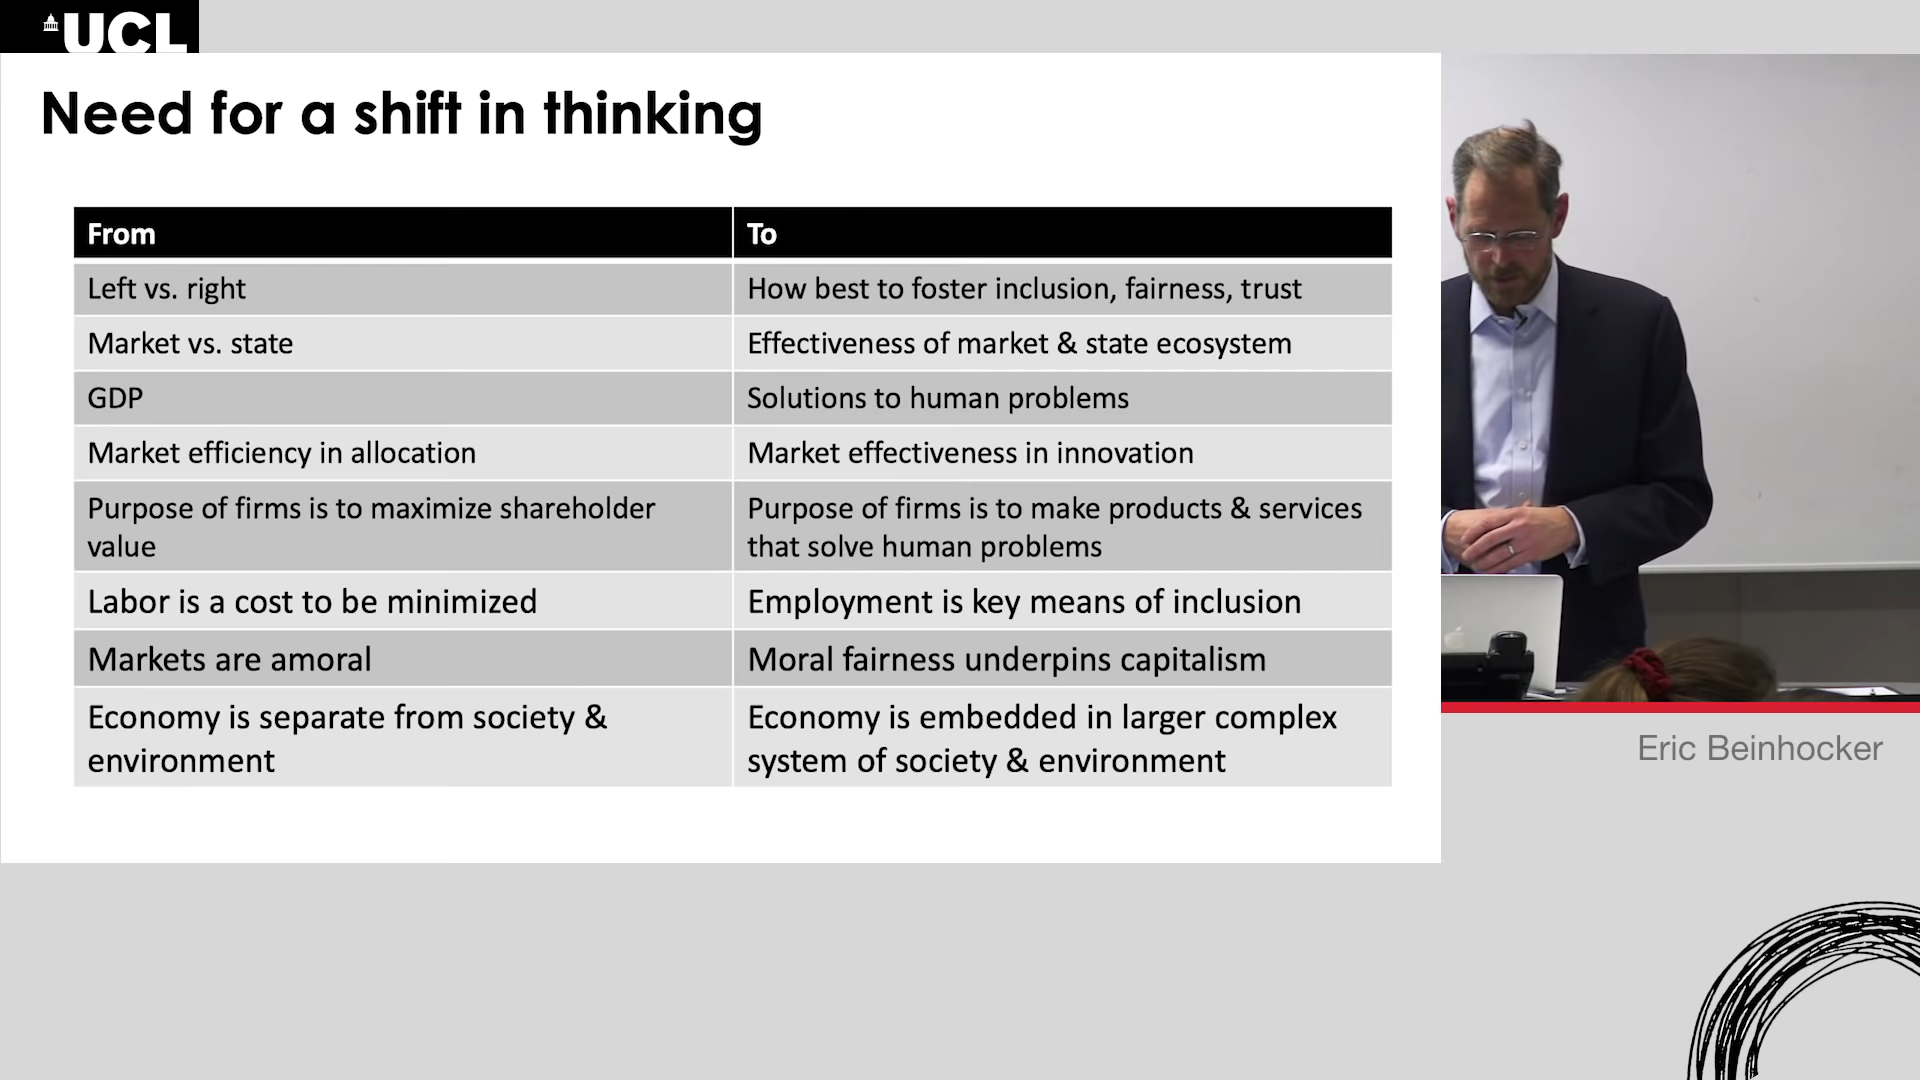 UCL
Need for a shift in thinking
From
To
Left vs. right
How best to foster inclusion, fairness, trust
Market vs. state
Effectiveness of market & state ecosystem
GDP
Solutions to human problems
Market efficiency in allocation
Market effectiveness in innovation
Purpose of firms is to maximize shareholder
value
Purpose of firms is to make products & services
that solve human problems
Labor is a cost to be minimized
Employment is key means of inclusion
Markets are amoral
Moral fairness underpins capitalism
Economy is separate from society &
environment
Economy is embedded in larger complex
system of society & environment
Eric Beinhocker